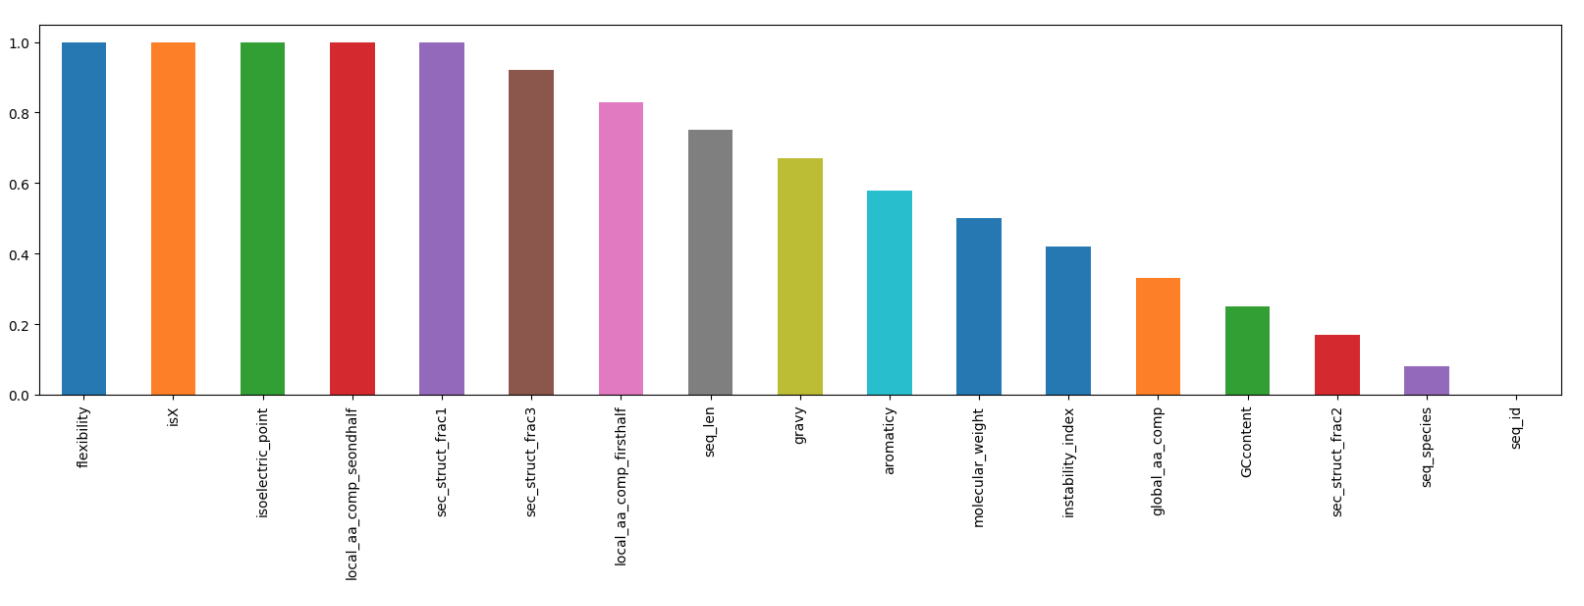 1.0
0.8
0.6
0.4
0.2
0.0
flexibility
isX
isoelectric_point
local_aa_comp_seondhalf
sec_struct_frac1
sec_struct_frac3
local_aa_comp_firsthalf
seq_len
gravy
aromaticy
molecular_weight
instability_index
global_aa_comp
GCcontent
sec_struct_frac2
seq_species
seq_id